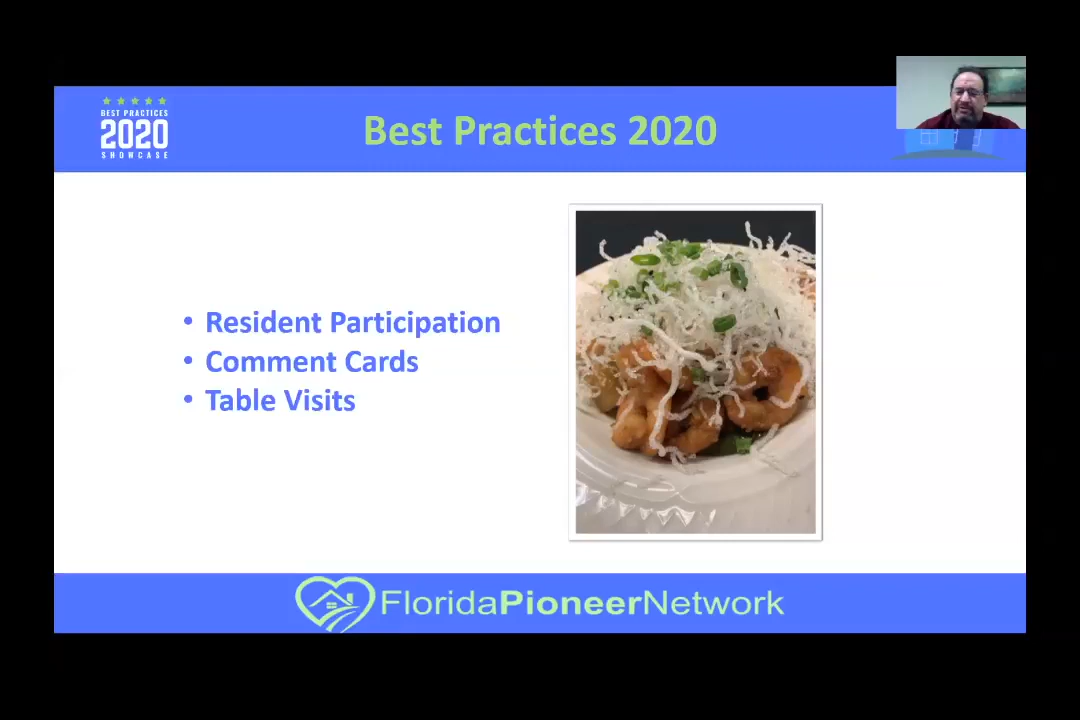 BEST PRACTICES
2020
SHOWCASE
Best Practices 2020
• Resident Participation
• Comment Cards
• Table Visits
FloridaPioneerNetwork